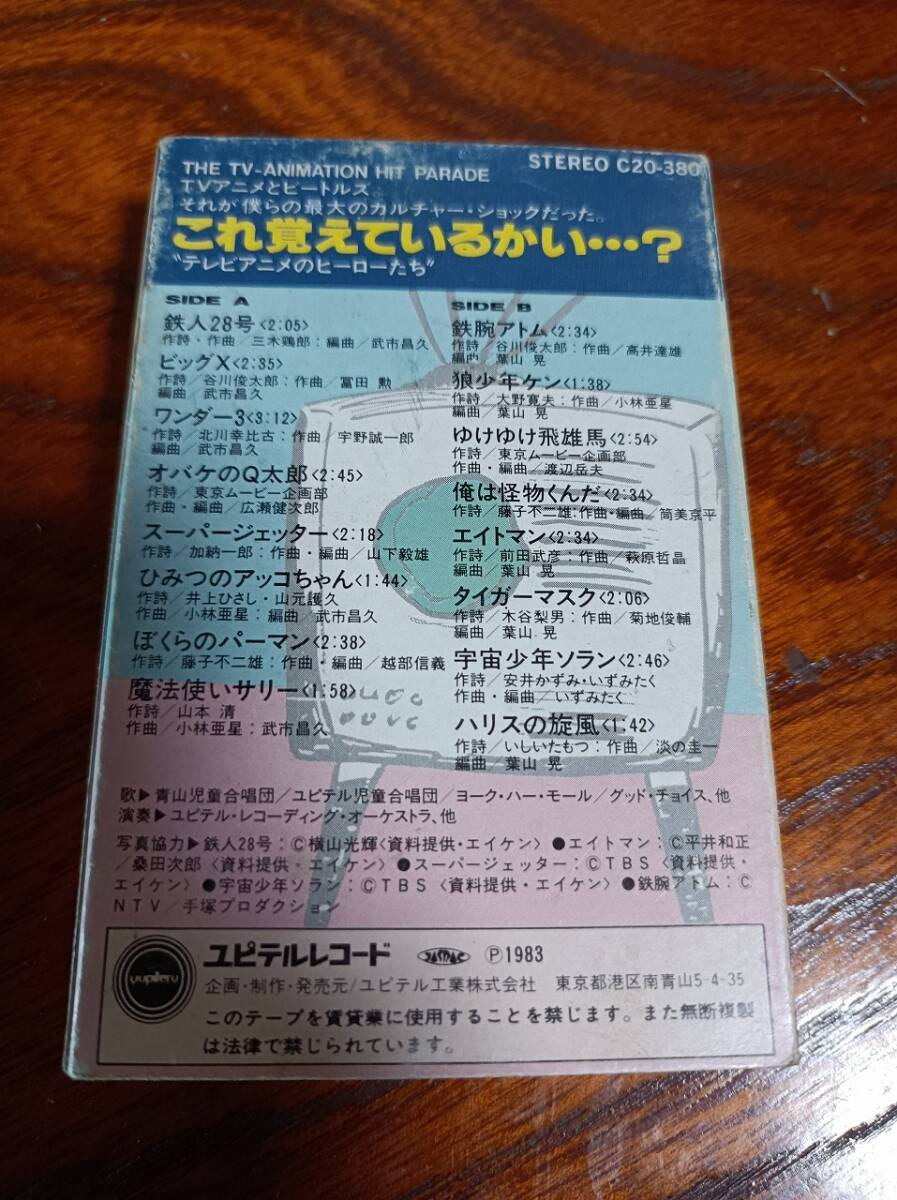 THE TV-ANIMATION HIT PARADE
STEREO C20-380
TVアニメとビートルズ
それが僕らの最大のカルチャー・ショックだった。
これ覚えているかい…?
"テレビアニメのヒーローたち"
SIDE A
鉄人28号<2:05>
作詩・作曲/三木鶏郎:編曲/武市昌久
ビッグX<2:35>
作詩/谷川俊太郎:作曲/冨田 勲
編曲/武市昌久
ワンダー3<3:12>
作詩/北川幸比古:作曲/宇野誠一郎
編曲/武市昌久
オバケのQ太郎<2:45>
作詩/東京ムービー企画部
作曲・編曲/広瀬健次郎
スーパージェッター<2:18>
作詩/加納一郎:作曲・編曲/山下毅雄
ひみつのアッコちゃん<1:44>
作詩/井上ひさし・山元護久
作曲/小林亜星:編曲/武市昌久
ぼくらのパーマン<2:38>
作詩/藤子不二雄:作曲・編曲/越部信義
魔法使いサリー<1:58>
作詩/山本 清
作曲/小林亜星:武市昌久
SIDE B
鉄腕アトム<2:34>
作詩/谷川俊太郎:作曲/高井達雄
編曲/葉山 晃
狼少年ケン<1:38>
作詩/大野寛夫:作曲/小林亜星
編曲/葉山 晃
ゆけゆけ飛雄馬<2:54>
作詩/東京ムービー企画部
作曲・編曲/渡辺岳夫
俺は怪物くんだ<2:34>
作詩/藤子不二雄:作曲・編曲/筒美京平
エイトマン<2:34>
作詩/前田武彦:作曲/萩原哲晶
編曲/葉山 晃
タイガーマスク<2:06>
作詩/木谷梨男:作曲/菊地俊輔
編曲/葉山 晃
宇宙少年ソラン<2:46>
作詩/安井かずみ・いずみたく
作曲・編曲/いずみたく
ハリスの旋風<1:42>
作詩/いしいたもつ:作曲/淡の圭一
編曲/葉山 晃
歌▶青山児童合唱団/ユピテル児童合唱団/ヨーク・ハー・モール/グッド・チョイス、他
演奏▶ユピテル・レコーディング・オーケストラ、他
写真協力▶鉄人28号:©横山光輝<資料提供・エイケン>●エイトマン:©平井和正
/桑田次郎<資料提供・エイケン>●スーパージェッター:©TBS<資料提供・
エイケン>●宇宙少年ソラン:©TBS<資料提供・エイケン>●鉄腕アトム:©
NTV/手塚プロダクション
yupiteru
ユピテルレコード
℗1983
企画・制作・発売元/ユピテル工業株式会社 東京都港区南青山5-4-35
このテープを賃貸業に使用することを禁じます。また無断複製
は法律で禁じられています。